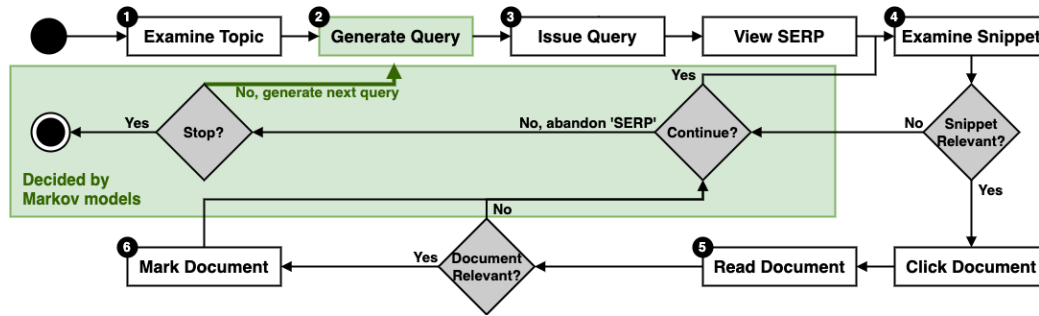 1
Examine Topic
2
Generate Query
3
Issue Query
View SERP
4
Examine Snippet
Yes
No, generate next query
Yes
Stop?
No, abandon 'SERP'
Continue?
No
Snippet
Relevant?
Decided by
Markov models
Yes
No
6
Mark Document
Yes
Document
Relevant?
5
Read Document
Click Document